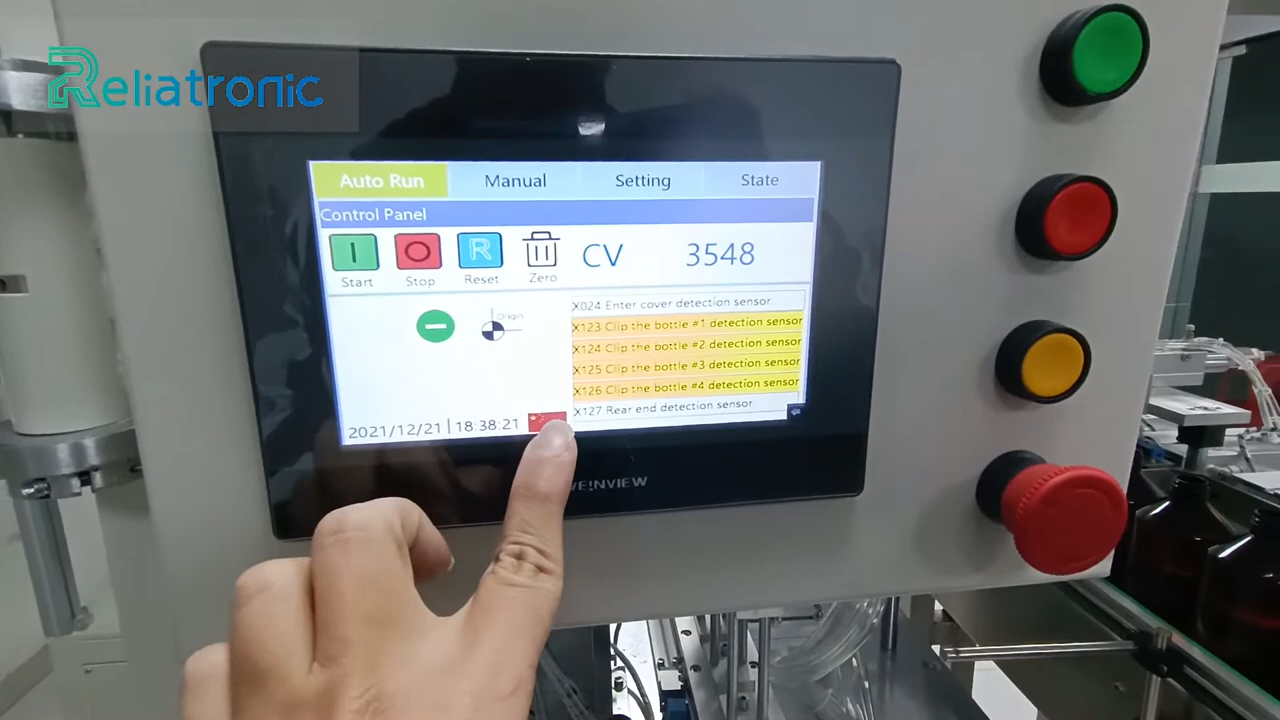 Reliatronic
Auto Run Manual Setting State
Control Panel
Start Stop Reset Zero CV 3548
Origin
X024 Enter cover detection sensor
X123 Clip the bottle #1 detection sensor
X124 Clip the bottle #2 detection sensor
X125 Clip the bottle #3 detection sensor
X126 Clip the bottle #4 detection sensor
X127 Rear end detection sensor
2021/12/21 | 18:38:21
WE!NVIEW